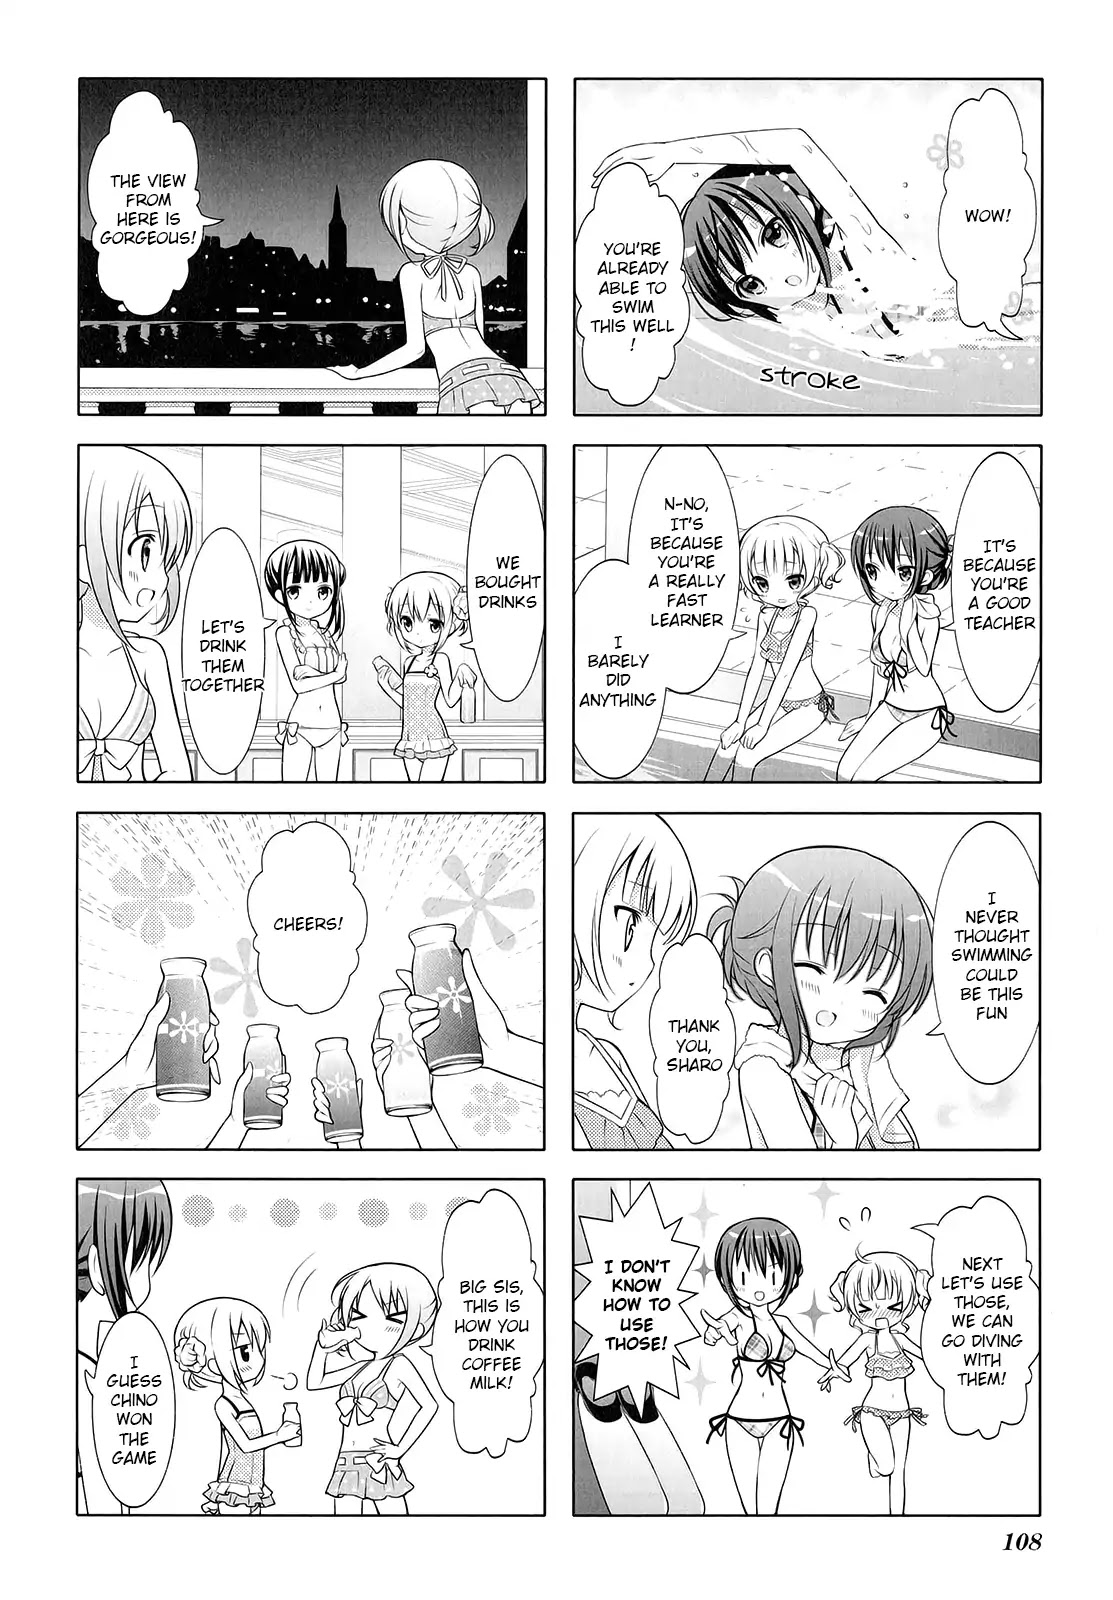 WOW!
YOU'RE
ALREADY
ABLE TO
SWIM
THIS WELL
!
stroke
IT'S
BECAUSE
YOU'RE
A GOOD
TEACHER
N-NO,
IT'S
BECAUSE
YOU'RE
A REALLY
FAST
LEARNER
I
BARELY
DID
ANYTHING
I
NEVER
THOUGHT
SWIMMING
COULD
BE THIS
FUN
THANK
YOU,
SHARO
NEXT
LET'S USE
THOSE,
WE CAN
GO DIVING
WITH
THEM!
I DON'T
KNOW
HOW TO
USE
THOSE!
THE VIEW
FROM
HERE IS
GORGEOUS!
WE
BOUGHT
DRINKS
LET'S
DRINK
THEM
TOGETHER
CHEERS!
BIG SIS,
THIS IS
HOW YOU
DRINK
COFFEE
MILK!
I
GUESS
CHINO
WON
THE
GAME
108